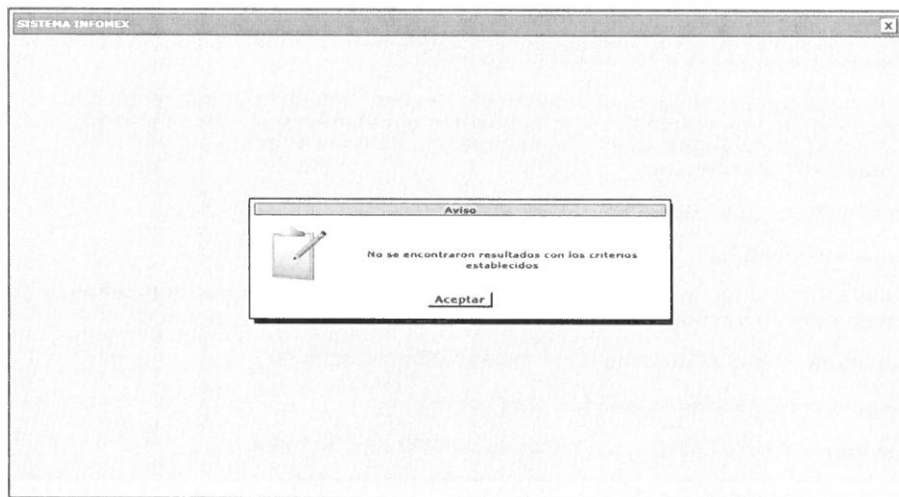 SISTEMA INFOMEX
x
Aviso
No se encontraron resultados con los criterios
establecidos
Aceptar